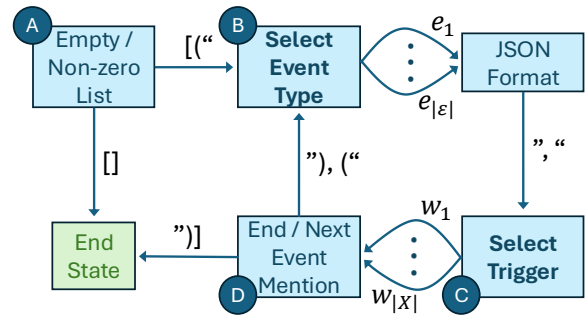 A
Empty /
Non-zero
List
[(“
B
Select
Event
Type
e₁
e|ε|
JSON
Format
[]
”), (“
”, “
End
State
”)]
End / Next
Event
Mention
D
w₁
w|X|
Select
Trigger
C